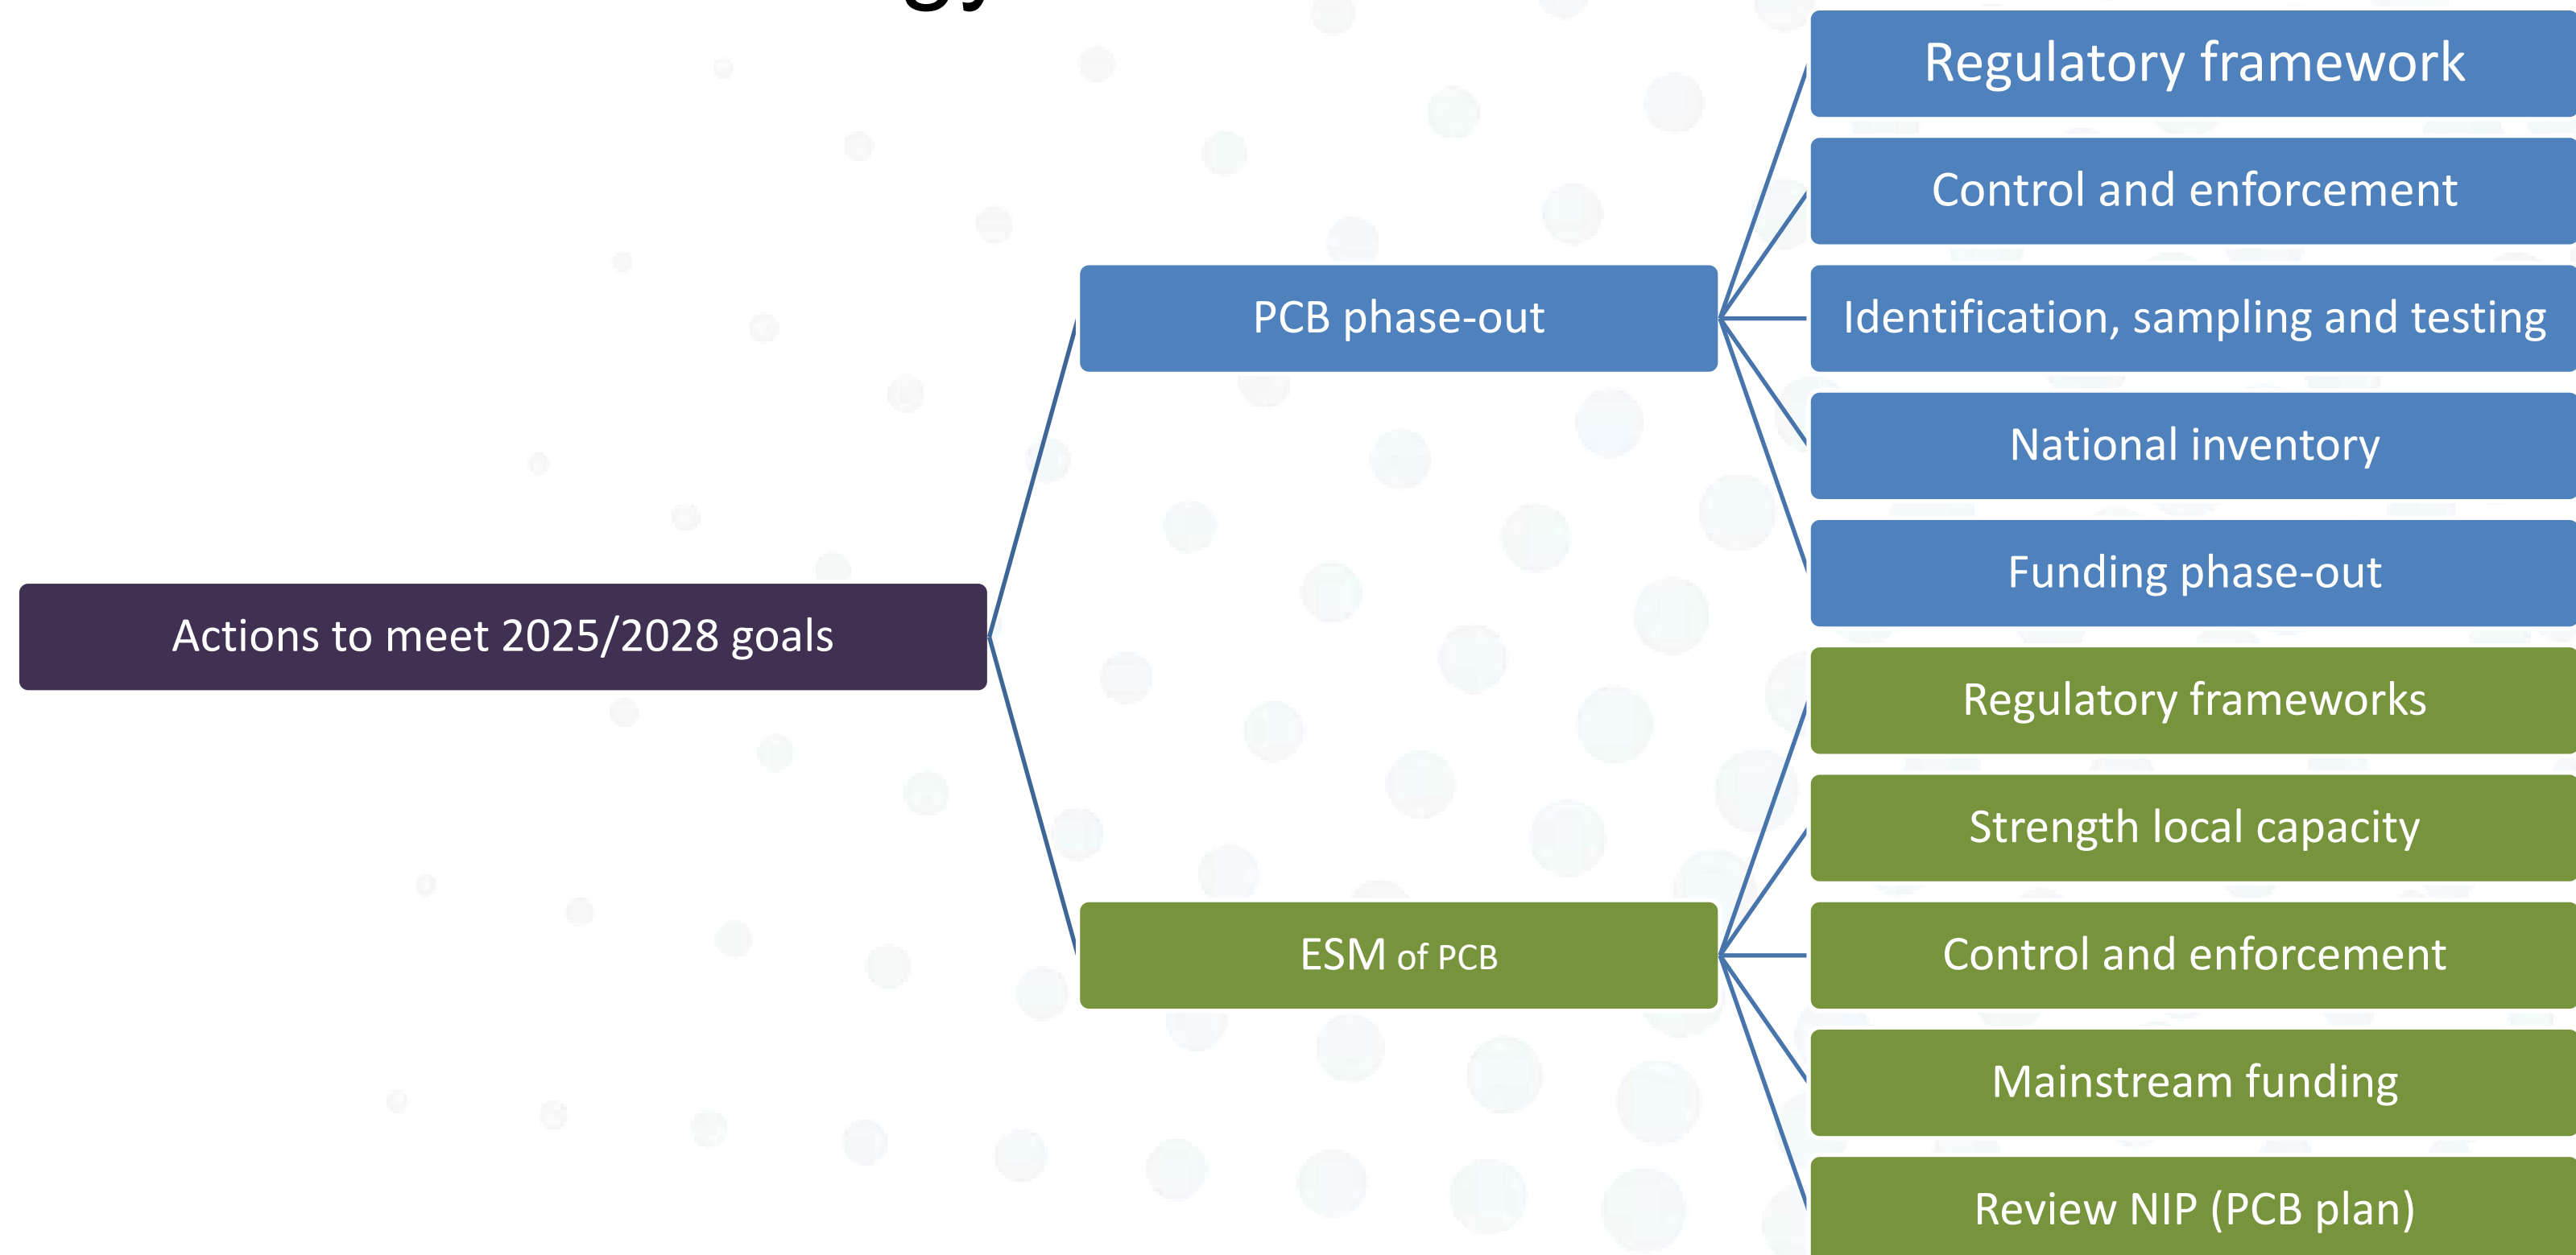 Actions to meet 2025/2028 goals
PCB phase-out
Regulatory framework
Control and enforcement
Identification, sampling and testing
National inventory
Funding phase-out
ESM of PCB
Regulatory frameworks
Strength local capacity
Control and enforcement
Mainstream funding
Review NIP (PCB plan)